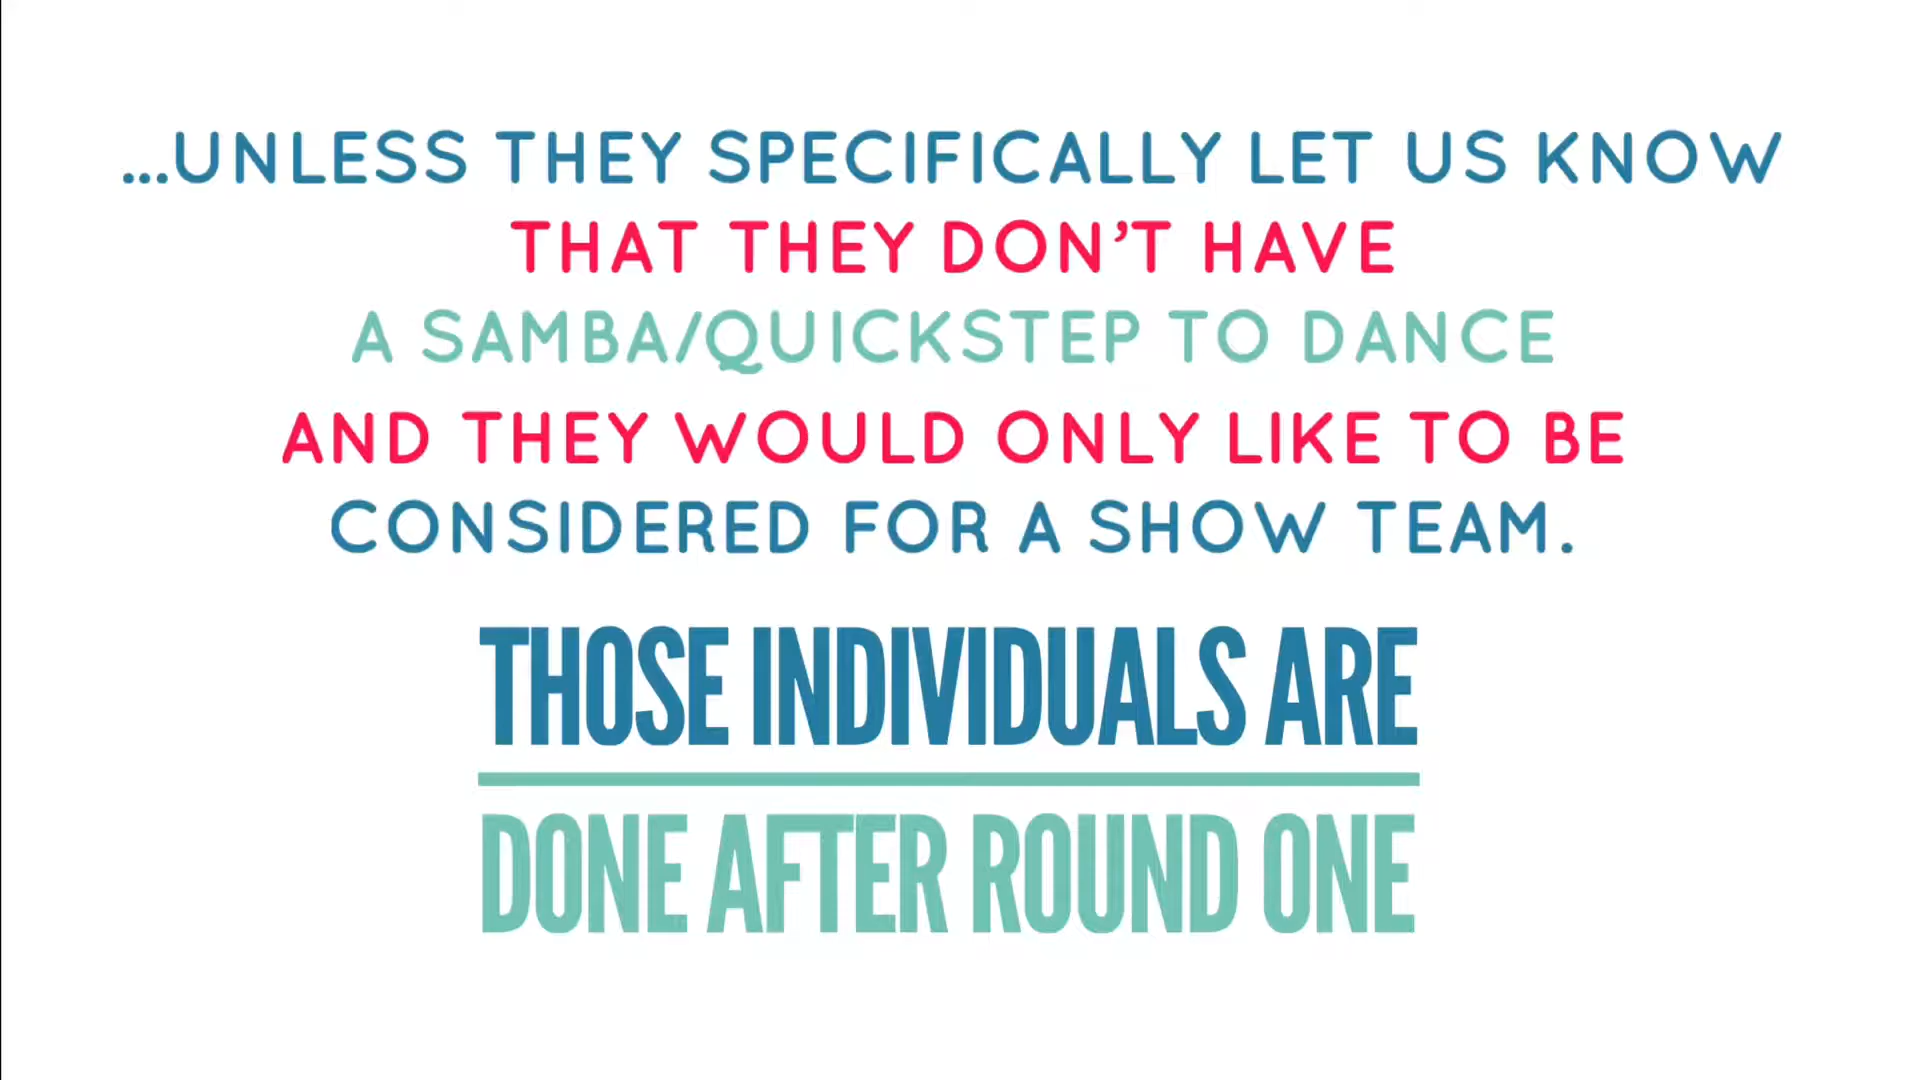 ...UNLESS THEY SPECIFICALLY LET US KNOW
THAT THEY DON'T HAVE
A SAMBA/QUICKSTEP TO DANCE
AND THEY WOULD ONLY LIKE TO BE
CONSIDERED FOR A SHOW TEAM.
THOSE INDIVIDUALS ARE
DONE AFTER ROUND ONE